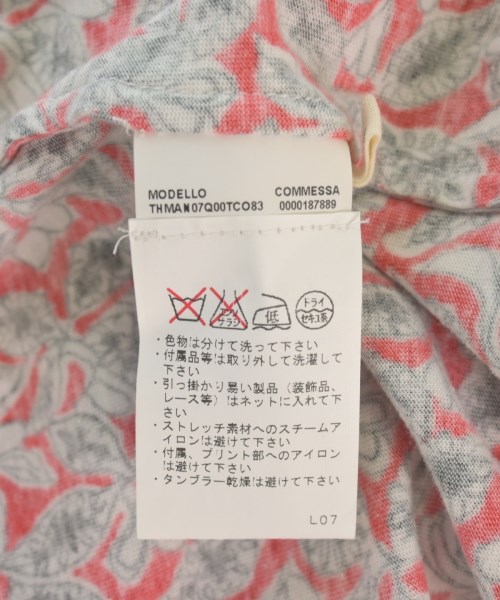 MODELLO COMMESSA
THMAN07Q00TCO83 0000187889
エンソ
サラシ
低
ドライ
セキユ系
・色物は分けて洗って下さい
・付属品等は取り外して洗濯して
下さい
・引っ掛かり易い製品（装飾品、
レース等）はネットに入れて下
さい
・ストレッチ素材へのスチームア
イロンは避けて下さい
・付属、プリント部へのアイロン
は避けて下さい
・タンブラー乾燥は避けて下さい
L07